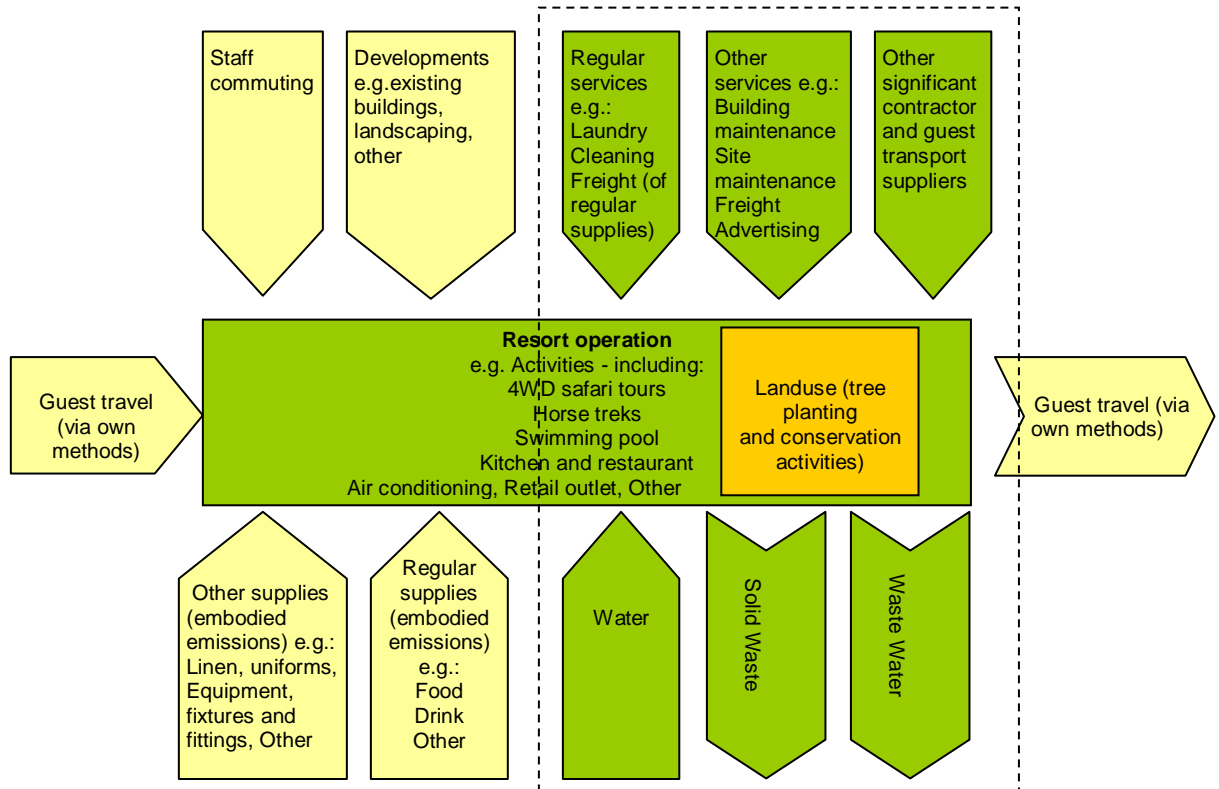 Staff
commuting
Developments
e.g.existing
buildings,
landscaping,
other
Regular
services
e.g.:
Laundry
Cleaning
Freight (of
regular
supplies)
Other
services e.g.:
Building
maintenance
Site
maintenance
Freight
Advertising
Other
significant
contractor
and guest
transport
suppliers
Guest travel
(via own
methods)
Resort operation
e.g. Activities - including:
4WD safari tours
Horse treks
Swimming pool
Kitchen and restaurant
Air conditioning, Retail outlet, Other
Landuse (tree
planting
and conservation
activities)
Guest travel (via
own methods)
Other supplies
(embodied
emissions) e.g.:
Linen, uniforms,
Equipment,
fixtures and
fittings, Other
Regular
supplies
(embodied
emissions)
e.g.:
Food
Drink
Other
Water
Solid Waste
Waste Water